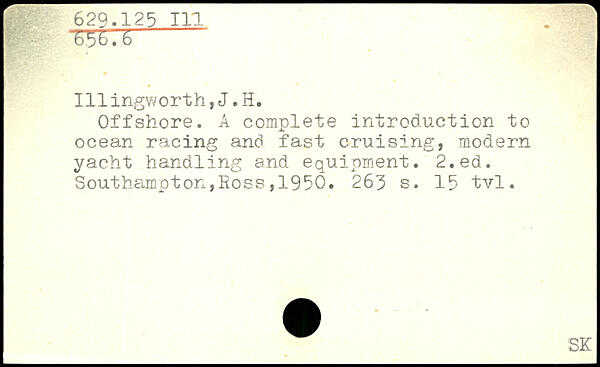 629.125 Ill
656.6
Illingworth,J.H.
Offshore. A complete introduction to
ocean racing and fast cruising, modern
yacht handling and equipment. 2.ed.
Southampton,Ross,1950. 263 s. 15 tvl.
SK